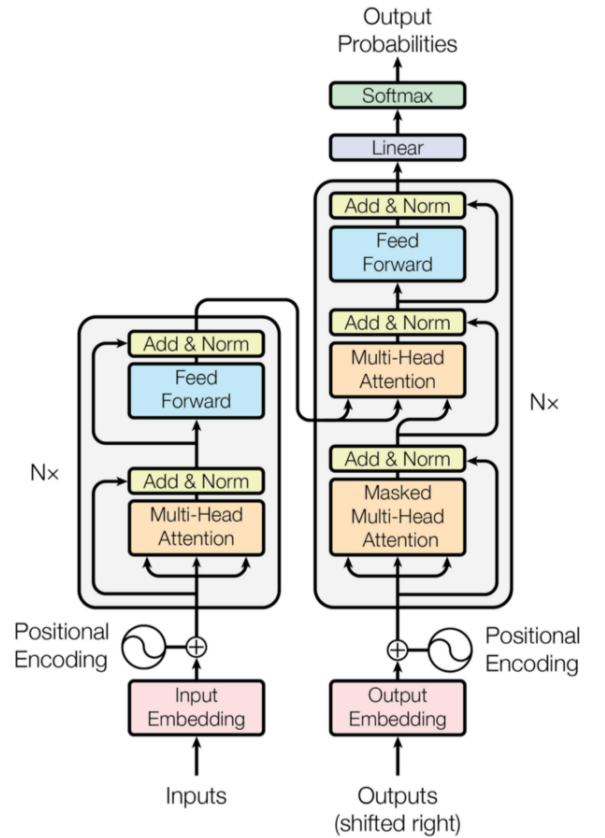 Output
Probabilities
Softmax
Linear
Add & Norm
Feed
Forward
Add & Norm
Multi-Head
Attention
Add & Norm
Masked
Multi-Head
Attention
Nx
Add & Norm
Feed
Forward
Add & Norm
Multi-Head
Attention
Nx
Positional
Encoding
Positional
Encoding
Input
Embedding
Output
Embedding
Inputs
Outputs
(shifted right)